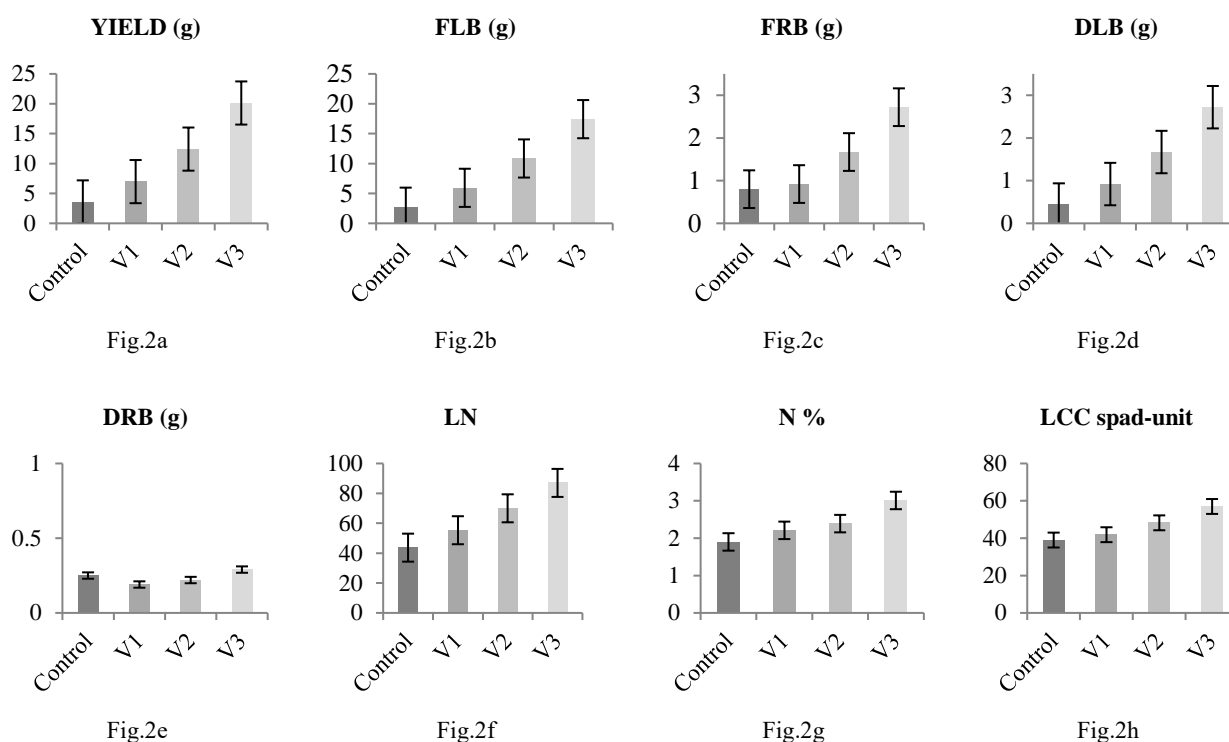 YIELD (g)
25
20
15
10
5
0
Control
V1
V2
V3
Fig.2a
FLB (g)
25
20
15
10
5
0
Control
V1
V2
V3
Fig.2b
FRB (g)
3
2
1
0
Control
V1
V2
V3
Fig.2c
DLB (g)
3
2
1
0
Control
V1
V2
V3
Fig.2d
DRB (g)
1
0.5
0
Control
V1
V2
V3
Fig.2e
LN
100
80
60
40
20
0
Control
V1
V2
V3
Fig.2f
N %
4
3
2
1
0
Control
V1
V2
V3
Fig.2g
LCC spad-unit
80
60
40
20
0
Control
V1
V2
V3
Fig.2h